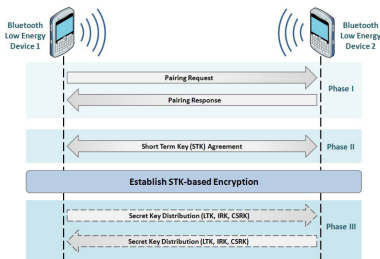 Bluetooth
Low Energy
Device 1
Bluetooth
Low Energy
Device 2
Pairing Request
Phase I
Pairing Response
Short Term Key (STK) Agreement
Phase II
Establish STK-based Encryption
Secret Key Distribution (LTK, IRK, CSRK)
Phase III
Secret Key Distribution (LTK, IRK, CSRK)